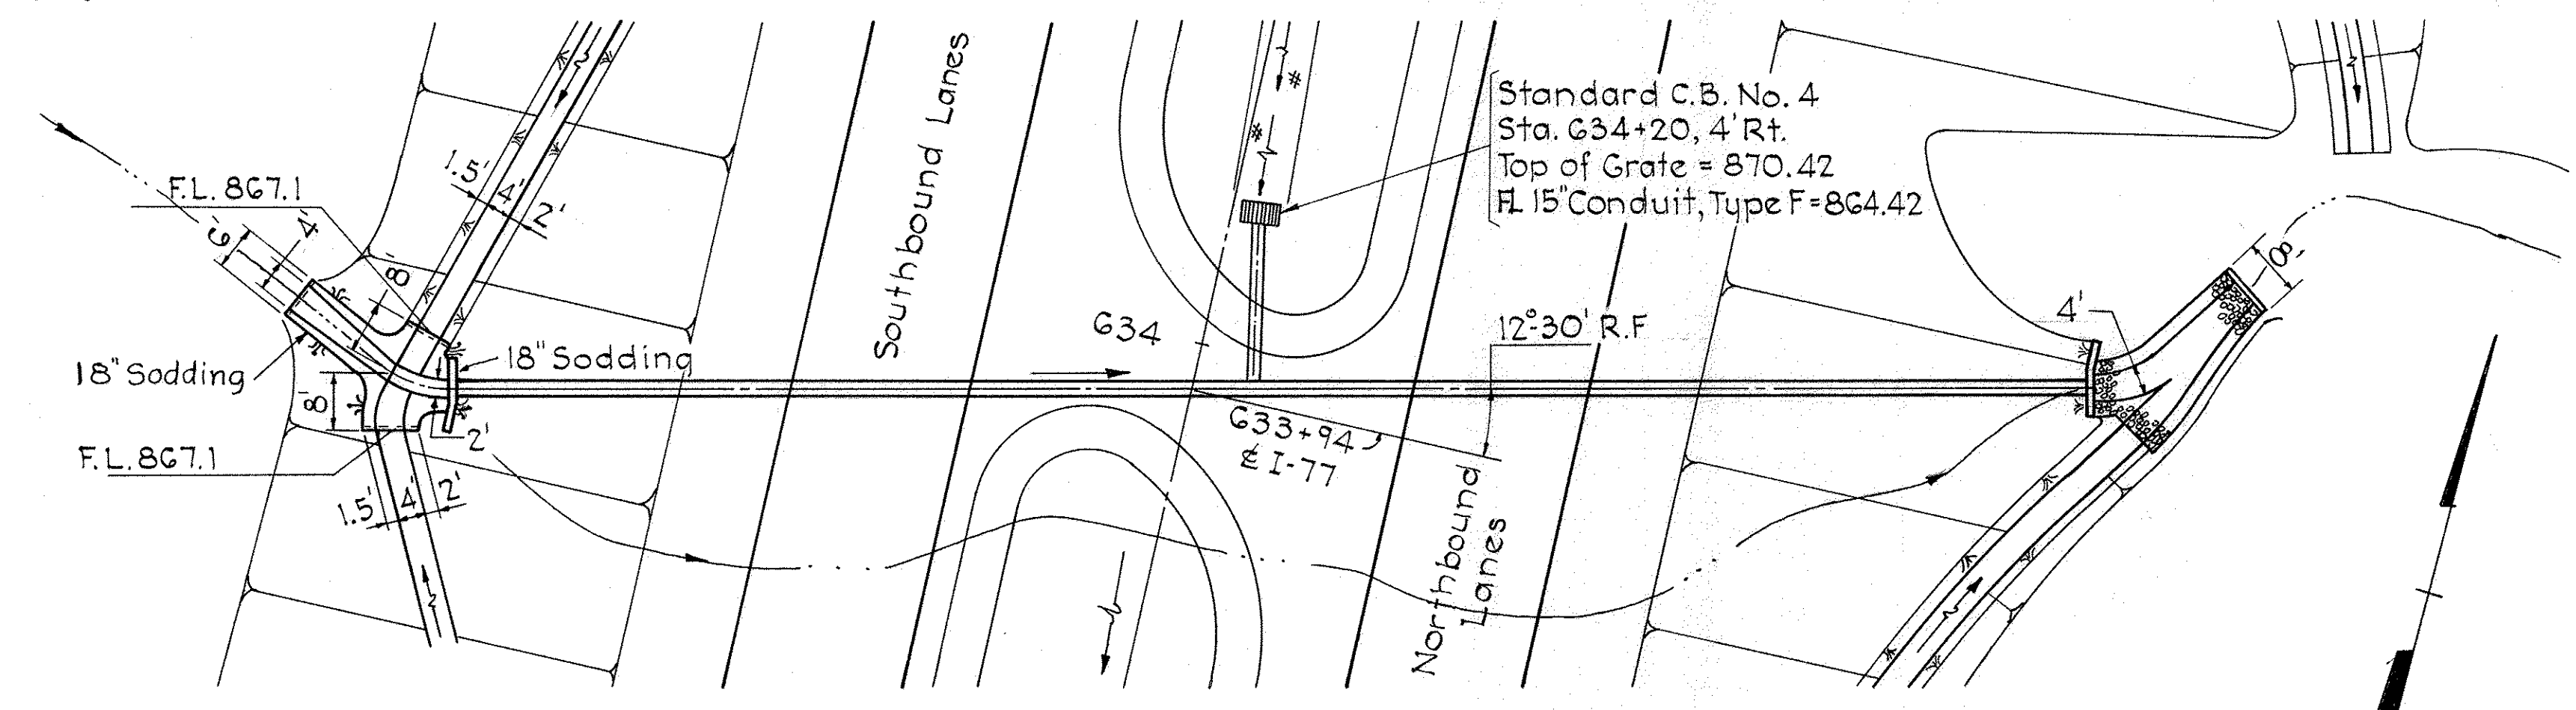 Standard C.B. No. 4
Sta. 634+20, 4' Rt.
Top of Grate = 870.42
FL 15" Conduit, Type F=864.42
Southbound Lanes
#
#
F.L. 867.1
1.5'
4'
2'
6'
4'
8'
18" Sodding
18" Sodding
8'
2'
F.L. 867.1
1.5'
4'
2'
634
12°-30' R.F
633+94
℄ I-77
Northbound
Lanes
4'
8'